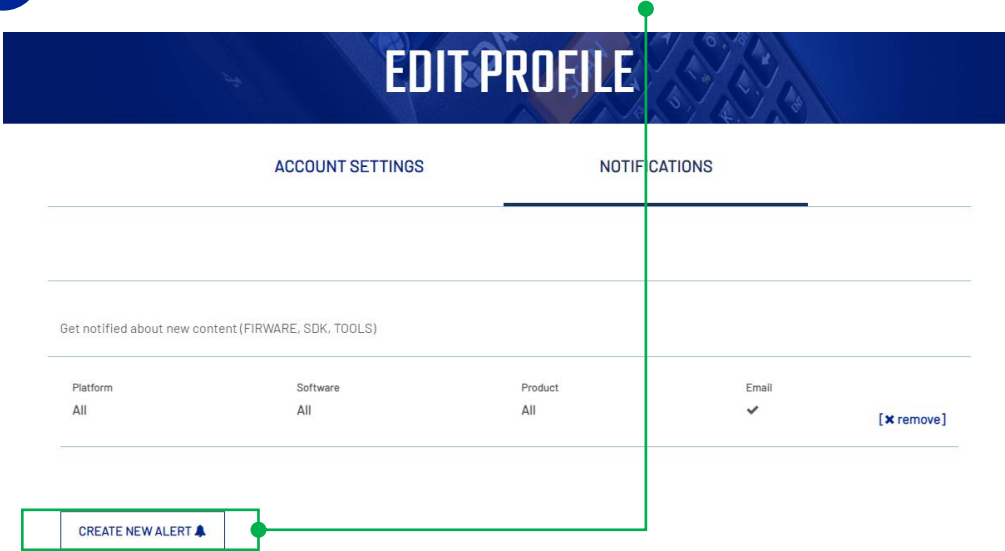 EDIT PROFILE
ACCOUNT SETTINGS NOTIFICATIONS
Get notified about new content (FIRWARE, SDK, TOOLS)
Platform Software Product Email
All All All ✔
[✖ remove]
CREATE NEW ALERT